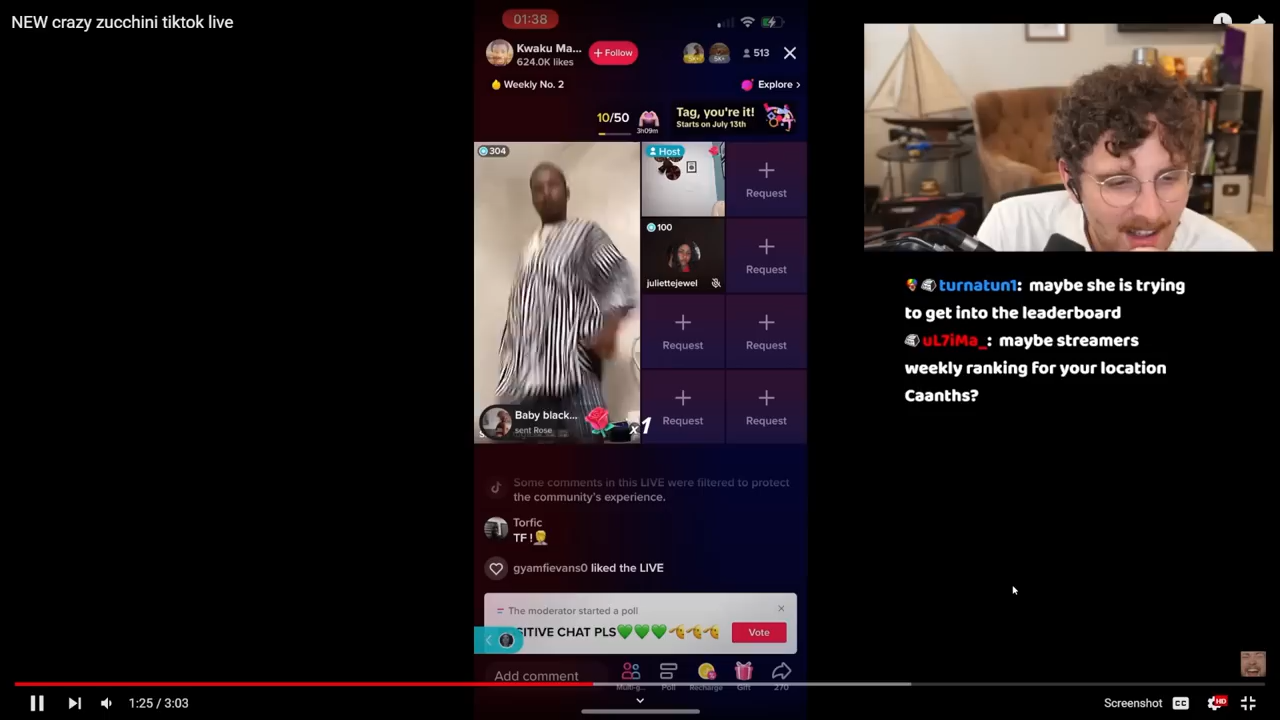 NEW crazy zucchini tiktok live
01:38
Kwaku Ma...
624.0K likes
+ Follow
513
Weekly No. 2
Explore >
10/50
3h09m
Tag, you're it!
Starts on July 13th
304
Host
Request
100
juliettejewel
Request
Request
Request
Request
Request
Baby black...
sent Rose
x1
Some comments in this LIVE were filtered to protect
the community's experience.
Torfic
TF !
gyamfievans0 liked the LIVE
The moderator started a poll
SITIVE CHAT PLS💚💚💚🫡🫡🫡
Vote
Add comment
Multi-g...
Poll
Recharge
Gift
270
turnatun1: maybe she is trying
to get into the leaderboard
uL7iMa_: maybe streamers
weekly ranking for your location
Caanths?
1:25 / 3:03
Screenshot
CC
HD